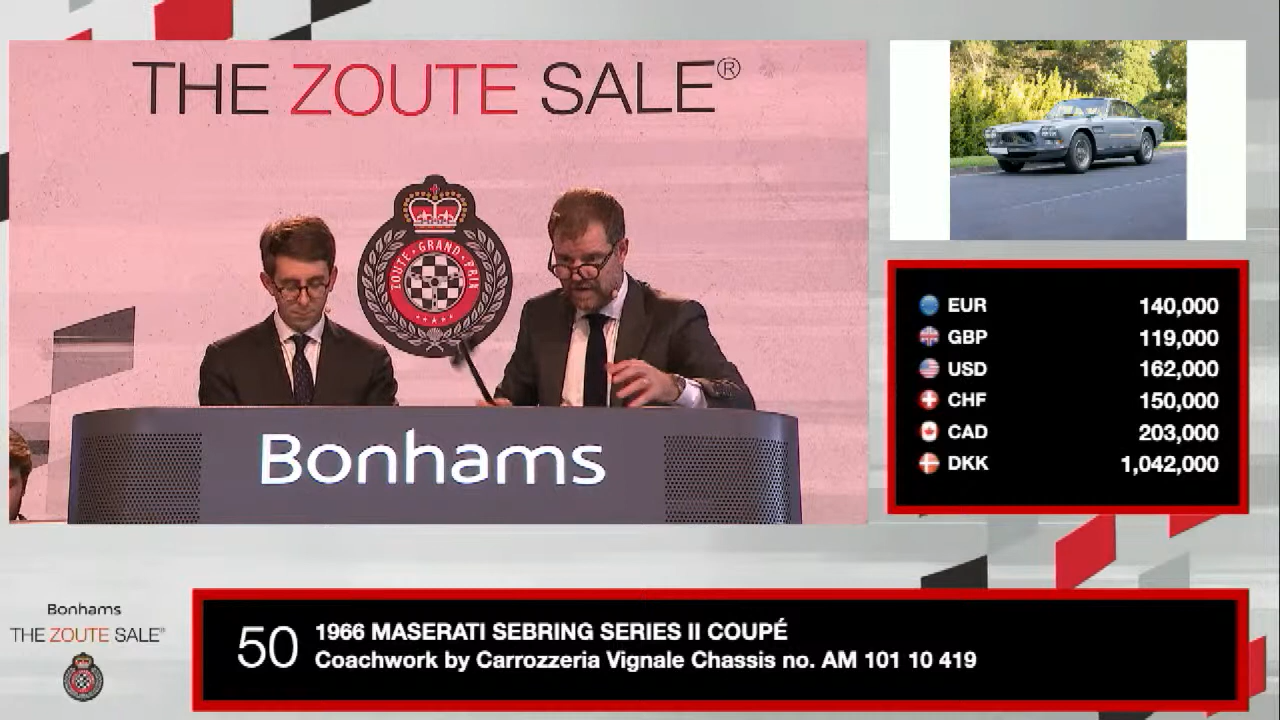 THE ZOUTE SALE®
ZOUTE • GRAND • PRIX
Bonhams
EUR 140,000
GBP 119,000
USD 162,000
CHF 150,000
CAD 203,000
DKK 1,042,000
Bonhams
THE ZOUTE SALE®
50
1966 MASERATI SEBRING SERIES II COUPÉ
Coachwork by Carrozzeria Vignale Chassis no. AM 101 10 419